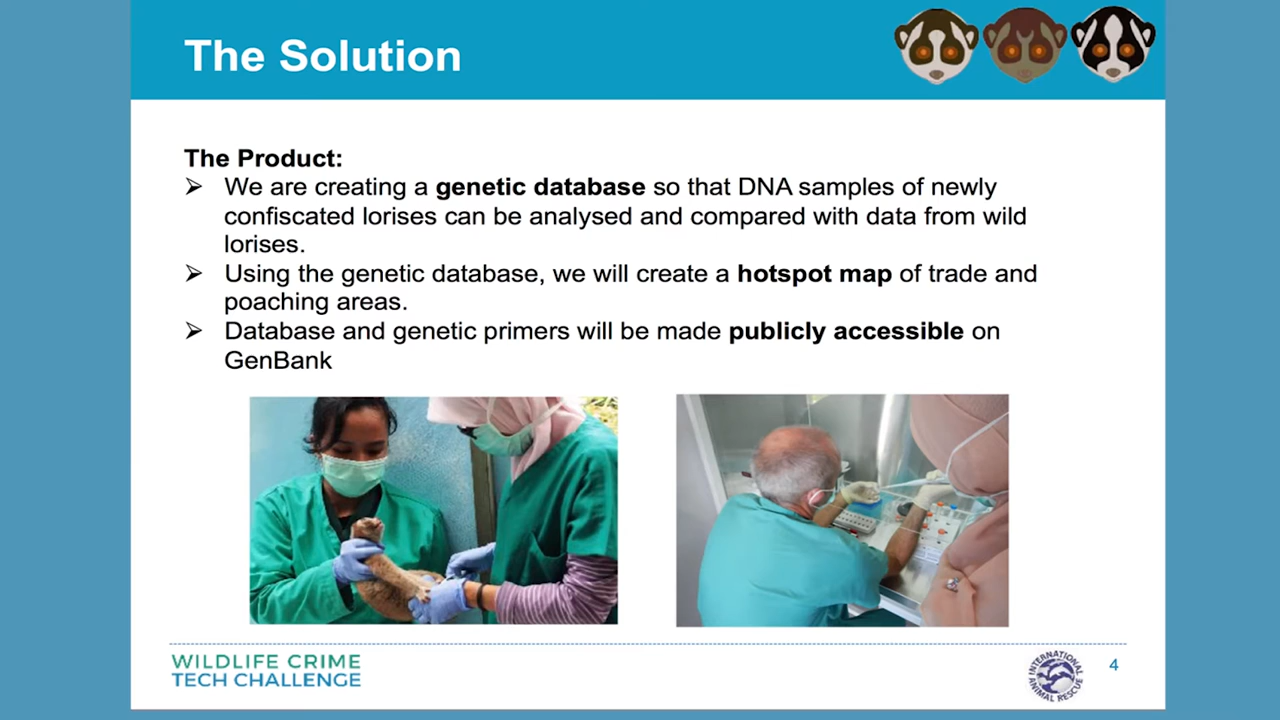 The Solution
The Product:
➢ We are creating a genetic database so that DNA samples of newly
confiscated lorises can be analysed and compared with data from wild
lorises.
➢ Using the genetic database, we will create a hotspot map of trade and
poaching areas.
➢ Database and genetic primers will be made publicly accessible on
GenBank
WILDLIFE CRIME
TECH CHALLENGE
INTERNATIONAL
ANIMAL RESCUE
4